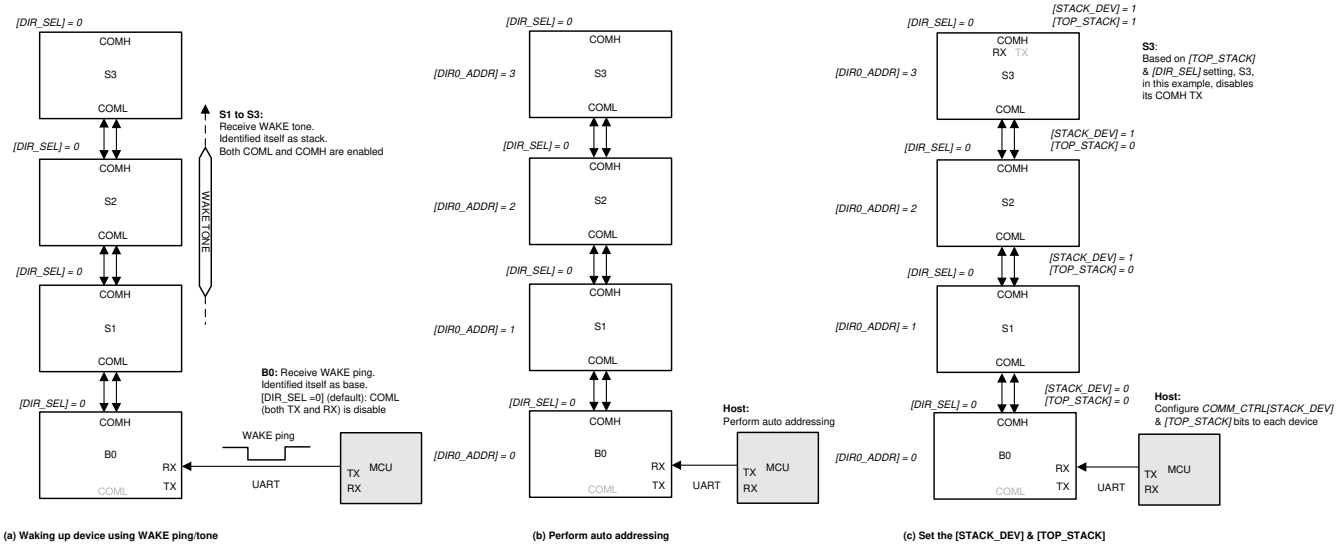 [DIR_SEL] = 0
COMH
S3
COML
[DIR_SEL] = 0
COMH
S2
COML
[DIR_SEL] = 0
COMH
S1
COML
[DIR_SEL] = 0
COMH
B0
RX
TX
COML
WAKE TONE
S1 to S3:
Receive WAKE tone.
Identified itself as stack.
Both COML and COMH are enabled
B0: Receive WAKE ping.
Identified itself as base.
[DIR_SEL =0] (default): COML
(both TX and RX) is disable
WAKE ping
UART
TX
MCU
RX
(a) Waking up device using WAKE ping/tone
[DIR_SEL] = 0
COMH
[DIR0_ADDR] = 3
S3
COML
[DIR_SEL] = 0
COMH
[DIR0_ADDR] = 2
S2
COML
[DIR_SEL] = 0
COMH
[DIR0_ADDR] = 1
S1
COML
[DIR_SEL] = 0
COMH
[DIR0_ADDR] = 0
B0
RX
TX
COML
Host:
Perform auto addressing
UART
TX
MCU
RX
(b) Perform auto addressing
[DIR_SEL] = 0
[STACK_DEV] = 1
[TOP_STACK] = 1
COMH
RX TX
[DIR0_ADDR] = 3
S3
COML
S3:
Based on [TOP_STACK]
& [DIR_SEL] setting, S3,
in this example, disables
its COMH TX
[STACK_DEV] = 1
[TOP_STACK] = 0
[DIR_SEL] = 0
COMH
[DIR0_ADDR] = 2
S2
COML
[STACK_DEV] = 1
[TOP_STACK] = 0
[DIR_SEL] = 0
COMH
[DIR0_ADDR] = 1
S1
COML
[STACK_DEV] = 0
[TOP_STACK] = 0
[DIR_SEL] = 0
COMH
[DIR0_ADDR] = 0
B0
RX
TX
COML
Host:
Configure COMM_CTRL[STACK_DEV]
& [TOP_STACK] bits to each device
UART
TX
MCU
RX
(c) Set the [STACK_DEV] & [TOP_STACK]